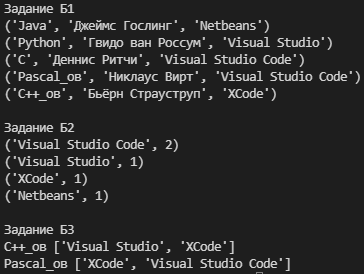 Задание Б1
('Java', 'Джеймс Гослинг', 'Netbeans')
('Python', 'Гвидо ван Россум', 'Visual Studio')
('C', 'Деннис Ритчи', 'Visual Studio Code')
('Pascal_ов', 'Никлаус Вирт', 'Visual Studio Code')
('C++_ов', 'Бьёрн Страуструп', 'XCode')

Задание Б2
('Visual Studio Code', 2)
('Visual Studio', 1)
('XCode', 1)
('Netbeans', 1)

Задание Б3
C++_ов ['Visual Studio', 'XCode']
Pascal_ов ['XCode', 'Visual Studio Code']